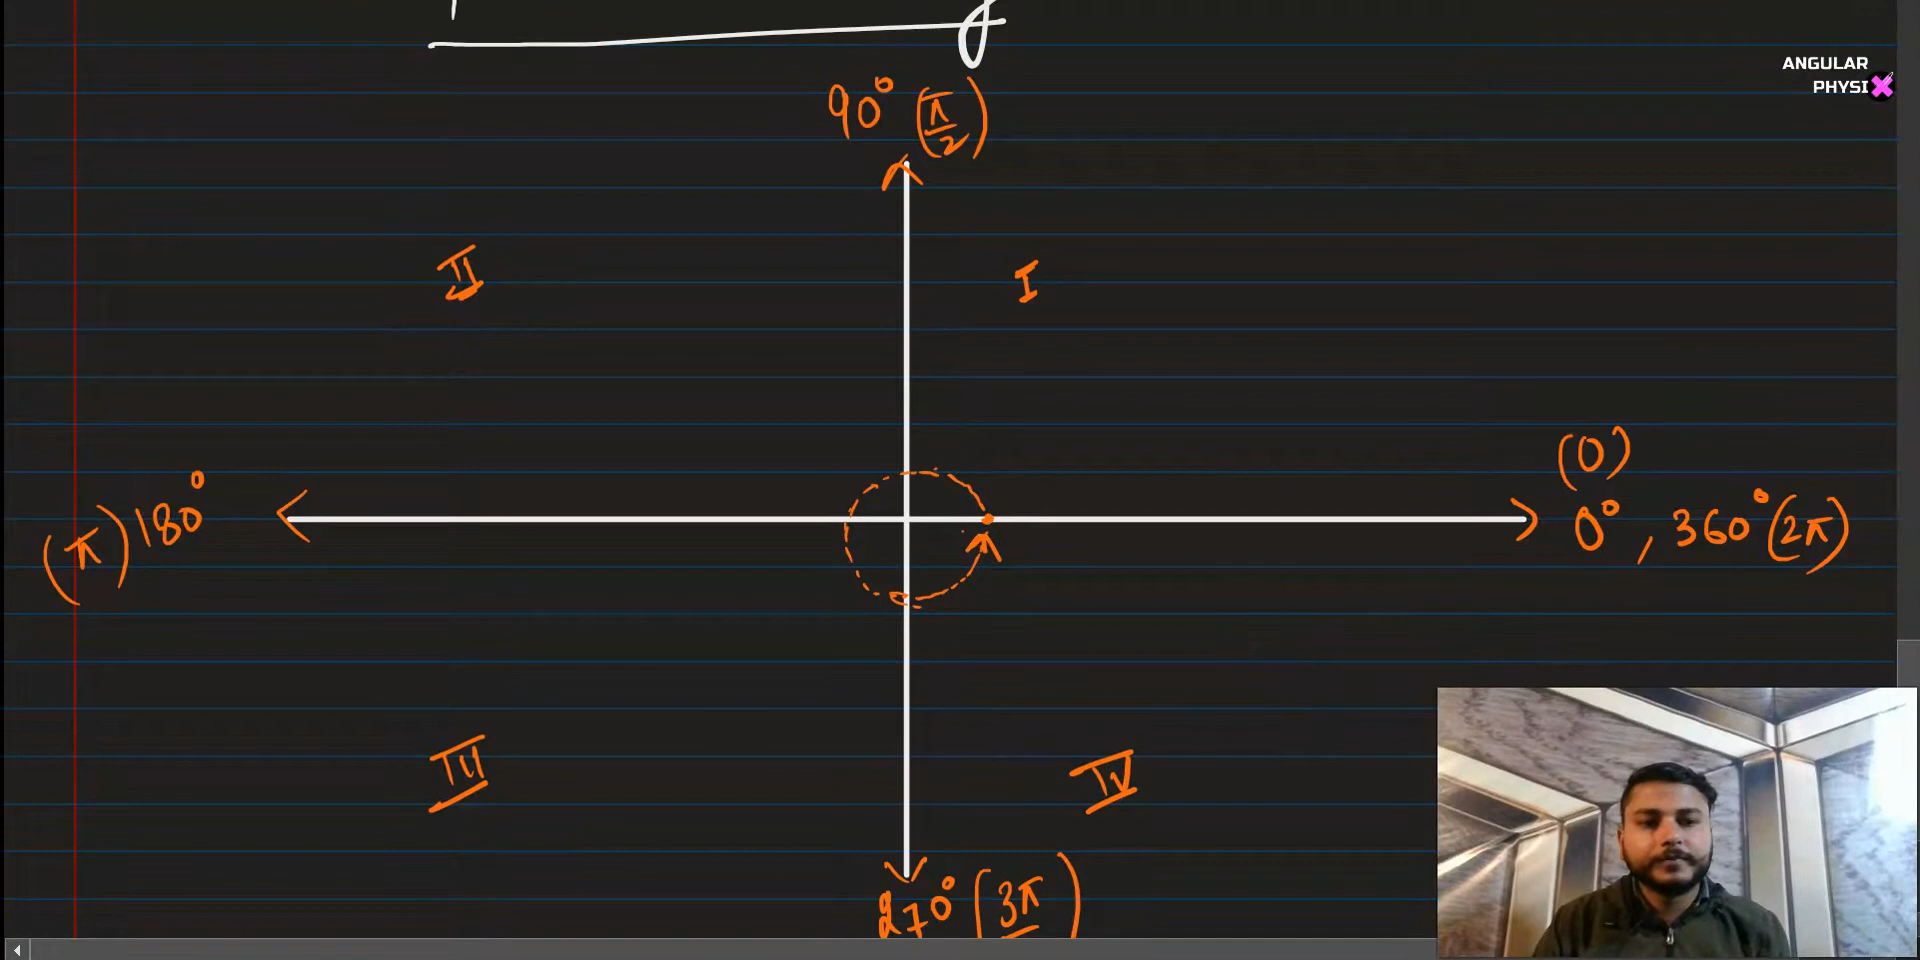 ANGULAR
PHYSIX
90° (π/2)
II
I
(0)
(π) 180°
0°, 360° (2π)
III
IV
270° (3π